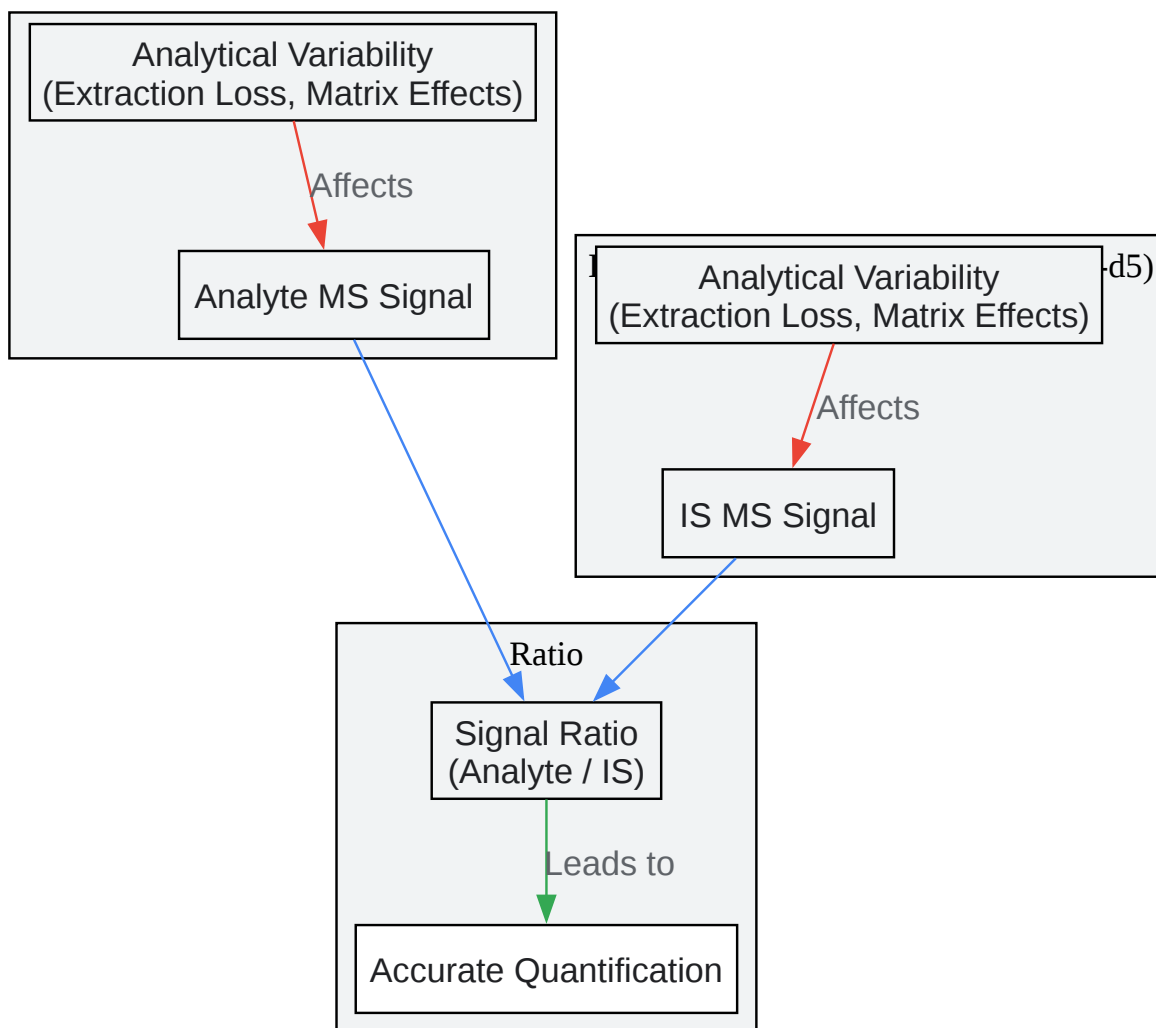 Analytical Variability
(Extraction Loss, Matrix Effects)
Affects
Analyte MS Signal
-d5)
Analytical Variability
(Extraction Loss, Matrix Effects)
Affects
IS MS Signal
Ratio
Signal Ratio
(Analyte / IS)
Leads to
Accurate Quantification